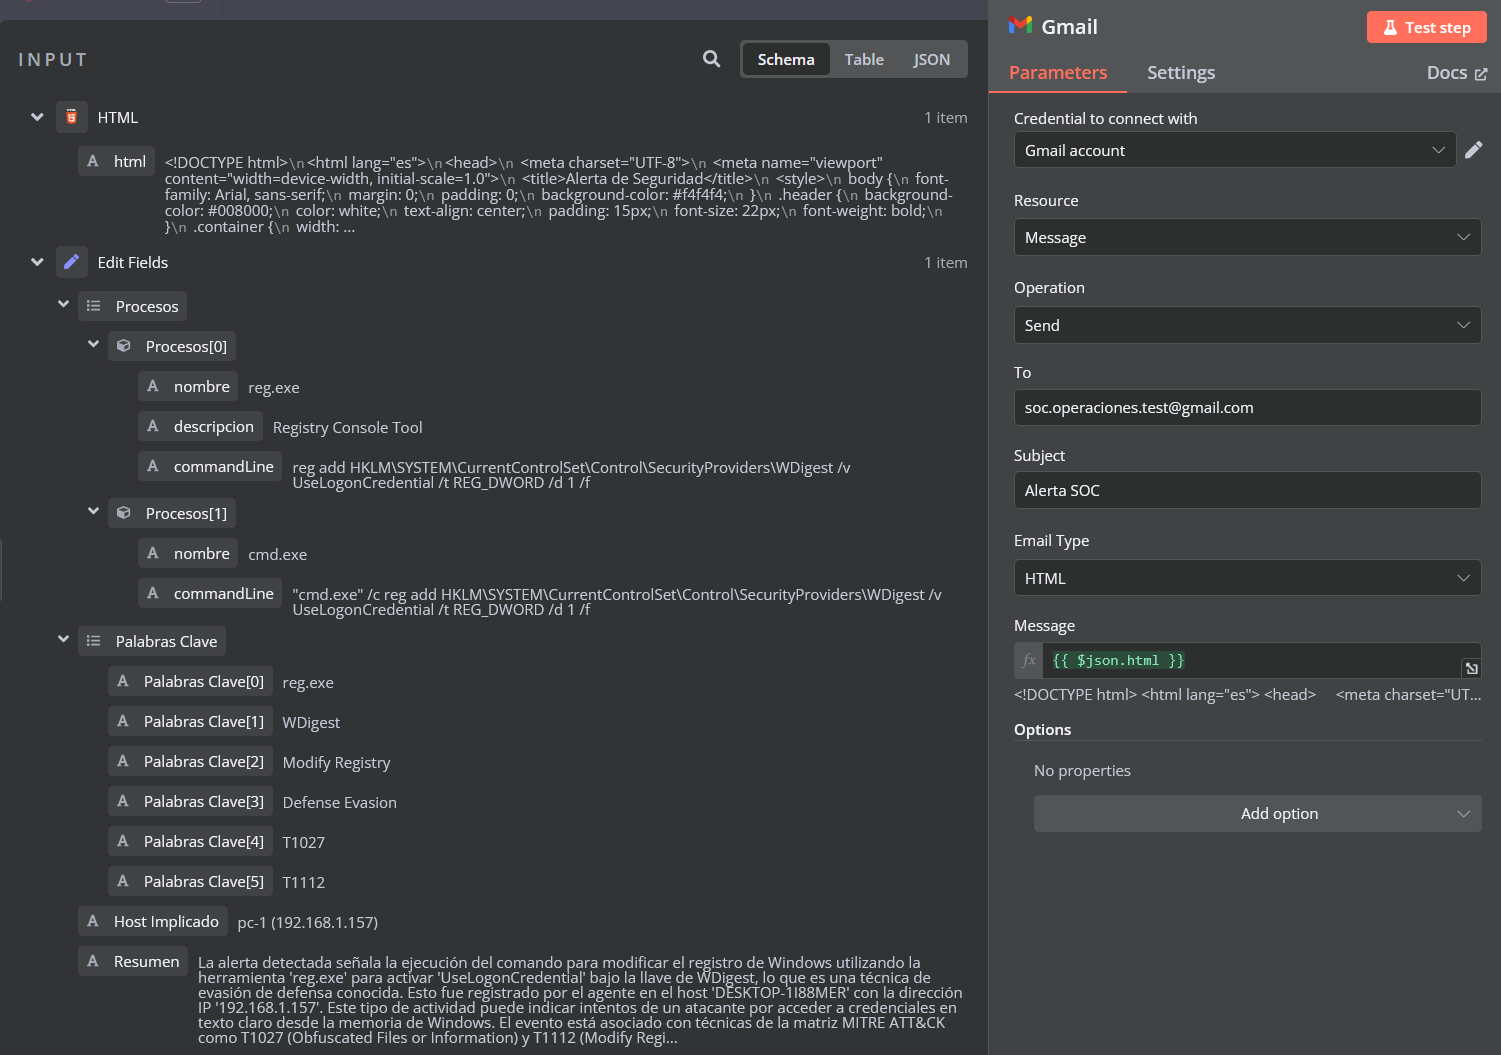 INPUT
Schema
Table
JSON
HTML
1 item
A html
<!DOCTYPE html>\n<html lang="es">\n<head>\n <meta charset="UTF-8">\n <meta name="viewport"
content="width=device-width, initial-scale=1.0">\n <title>Alerta de Seguridad</title>\n <style>\n body {\n font-
family: Arial, sans-serif;\n margin: 0;\n padding: 0;\n background-color: #f4f4f4;\n }\n .header {\n background-
color: #008000;\n color: white;\n text-align: center;\n padding: 15px;\n font-size: 22px;\n font-weight: bold;\n
}\n .container {\n width: ...
Edit Fields
1 item
Procesos
Procesos[0]
A nombre reg.exe
A descripcion Registry Console Tool
A commandLine reg add HKLM\SYSTEM\CurrentControlSet\Control\SecurityProviders\WDigest /v
UseLogonCredential /t REG_DWORD /d 1 /f
Procesos[1]
A nombre cmd.exe
A commandLine "cmd.exe" /c reg add HKLM\SYSTEM\CurrentControlSet\Control\SecurityProviders\WDigest /v
UseLogonCredential /t REG_DWORD /d 1 /f
Palabras Clave
A Palabras Clave[0] reg.exe
A Palabras Clave[1] WDigest
A Palabras Clave[2] Modify Registry
A Palabras Clave[3] Defense Evasion
A Palabras Clave[4] T1027
A Palabras Clave[5] T1112
A Host Implicado pc-1 (192.168.1.157)
A Resumen La alerta detectada señala la ejecución del comando para modificar el registro de Windows utilizando la
herramienta 'reg.exe' para activar 'UseLogonCredential' bajo la llave de WDigest, lo que es una técnica de
evasión de defensa conocida. Esto fue registrado por el agente en el host 'DESKTOP-1I88MER' con la dirección
IP '192.168.1.157'. Este tipo de actividad puede indicar intentos de un atacante por acceder a credenciales en
texto claro desde la memoria de Windows. El evento está asociado con técnicas de la matriz MITRE ATT&CK
como T1027 (Obfuscated Files or Information) y T1112 (Modify Regi...
Gmail
Test step
Parameters
Settings
Docs
Credential to connect with
Gmail account
Resource
Message
Operation
Send
To
soc.operaciones.test@gmail.com
Subject
Alerta SOC
Email Type
HTML
Message
fx {{ $json.html }}
<!DOCTYPE html> <html lang="es"> <head> <meta charset="UT...
Options
No properties
Add option